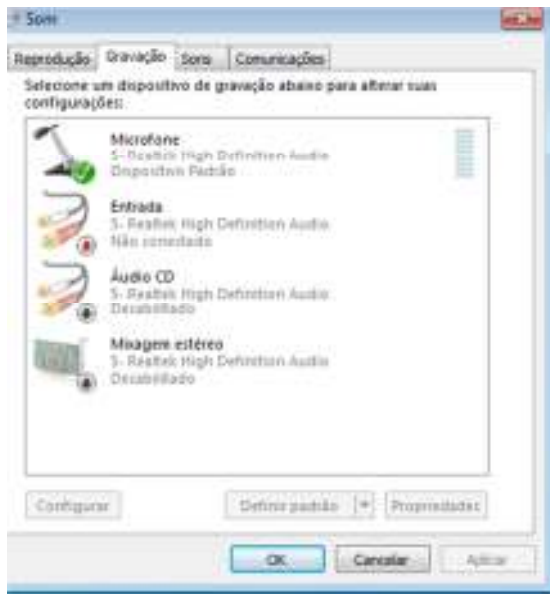 Som
Reprodução Gravação Sons Comunicações
Selecione um dispositivo de gravação abaixo para alterar suas
configurações:
Microfone
5- Realtek High Definition Audio
Dispositivo Padrão
Entrada
5- Realtek High Definition Audio
Não conectado
Áudio CD
5- Realtek High Definition Audio
Desabilitado
Mixagem estéreo
5- Realtek High Definition Audio
Desabilitado
Configurar Definir padrão Propriedades
OK Cancelar Aplicar